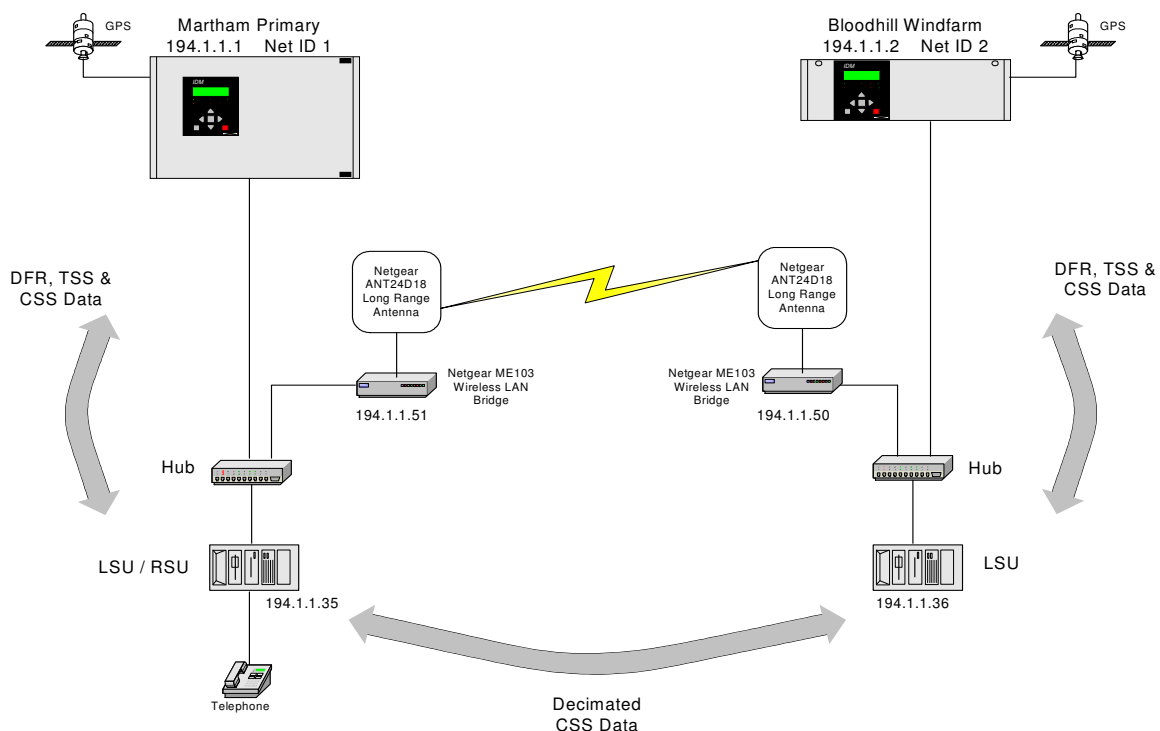 Martham Primary
194.1.1.1 Net ID 1
GPS
iDM
Bloodhill Windfarm
194.1.1.2 Net ID 2
GPS
iDM
DFR, TSS &
CSS Data
Netgear
ANT24D18
Long Range
Antenna
Netgear
ANT24D18
Long Range
Antenna
DFR, TSS &
CSS Data
Netgear ME103
Wireless LAN
Bridge
194.1.1.51
Netgear ME103
Wireless LAN
Bridge
194.1.1.50
Hub
Hub
LSU / RSU
194.1.1.35
LSU
194.1.1.36
Telephone
Decimated
CSS Data